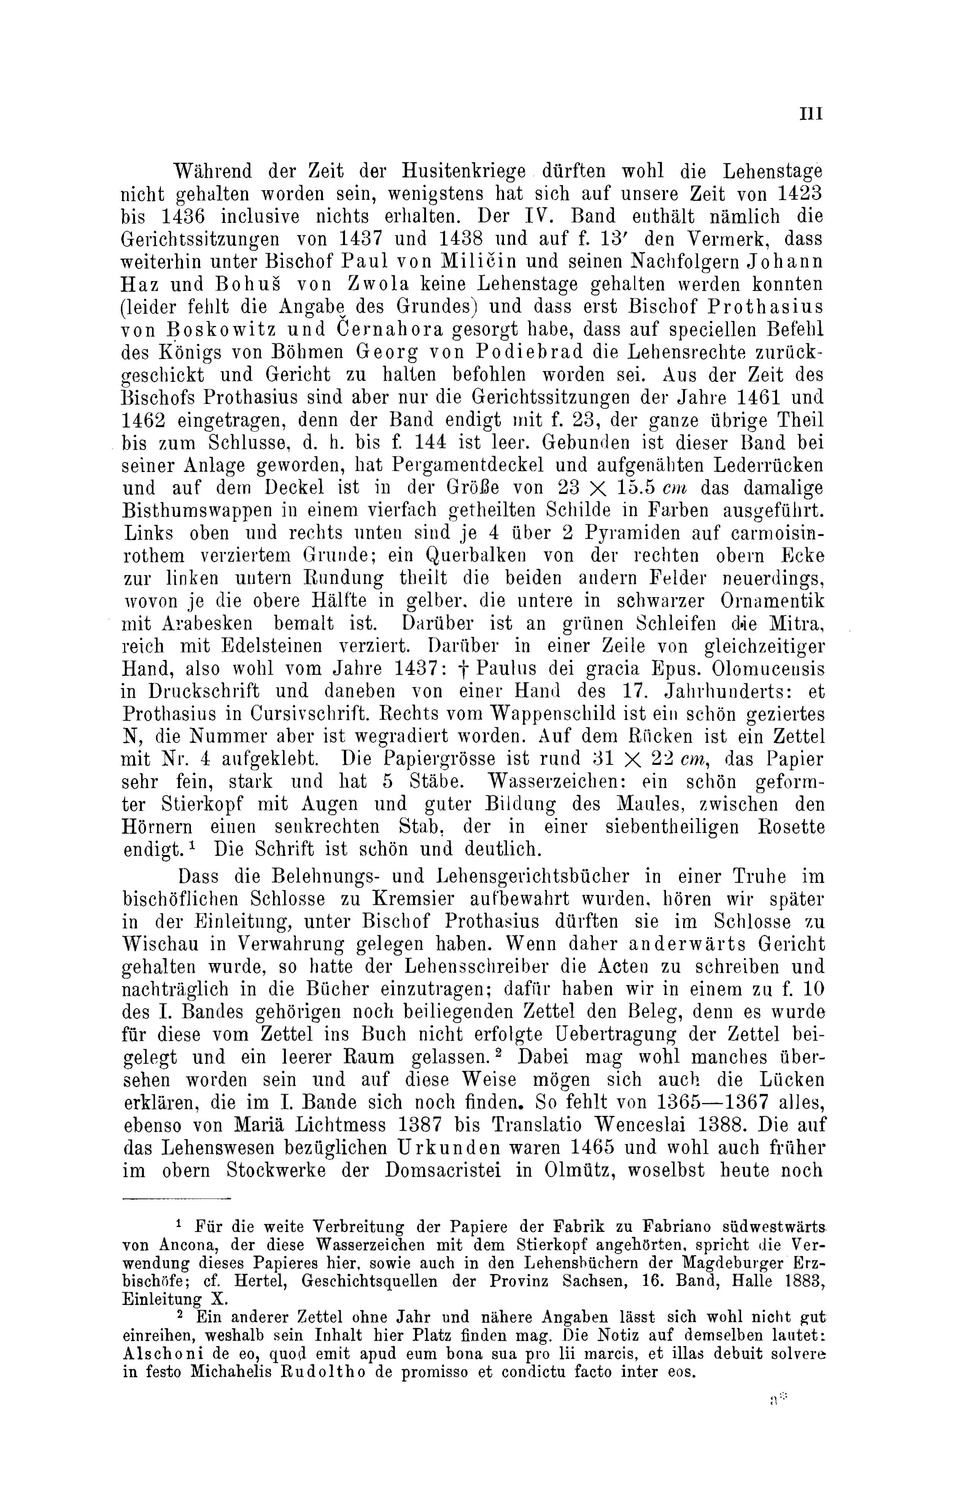 III
Während der Zeit der Husitenkriege dürften wohl die Lehenstage
nicht gehalten worden sein, wenigstens hat sich auf unsere Zeit von 1423
bis 1436 inclusive nichts erhalten. Der IV. Band enthält nämlich die
Gerichtssitzungen von 1437 und 1438 und auf f. 13′ den Vermerk, dass
weiterhin unter Bischof Paul von Miličin und seinen Nachfolgern Johann
Haz und Bohuš von Zwola keine Lehenstage gehalten werden konnten
(leider fehlt die Angabe des Grundes) und dass erst Bischof Prothasius
von Boskowitz und Černahora gesorgt habe, dass auf speciellen Befehl
des Königs von Böhmen Georg von Podiebrad die Lehensrechte zurück-
geschickt und Gericht zu halten befohlen worden sei. Aus der Zeit des
Bischofs Prothasius sind aber nur die Gerichtssitzungen der Jahre 1461 und
1462 eingetragen, denn der Band endigt mit f. 23, der ganze übrige Theil
bis zum Schlusse, d. h. bis f. 144 ist leer. Gebunden ist dieser Band bei
seiner Anlage geworden, hat Pergamentdeckel und aufgenähten Lederrücken
und auf dem Deckel ist in der Größe von 23 × 15.5 cm das damalige
Bisthumswappen in einem vierfach getheilten Schilde in Farben ausgeführt.
Links oben und rechts unten sind je 4 über 2 Pyramiden auf carmoisin-
rothem verziertem Grunde; ein Querbalken von der rechten obern Ecke
zur linken untern Rundung theilt die beiden andern Felder neuerdings,
wovon je die obere Hälfte in gelber, die untere in schwarzer Ornamentik
mit Arabesken bemalt ist. Darüber ist an grünen Schleifen die Mitra,
reich mit Edelsteinen verziert. Darüber in einer Zeile von gleichzeitiger
Hand, also wohl vom Jahre 1437: † Paulus dei gracia Epus. Olomucensis
in Druckschrift und daneben von einer Hand des 17. Jahrhunderts: et
Prothasius in Cursivschrift. Rechts vom Wappenschild ist ein schön geziertes
N, die Nummer aber ist wegradiert worden. Auf dem Rücken ist ein Zettel
mit Nr. 4 aufgeklebt. Die Papiergrösse ist rund 31 × 22 cm, das Papier
sehr fein, stark und hat 5 Stäbe. Wasserzeichen: ein schön geform-
ter Stierkopf mit Augen und guter Bildung des Maules, zwischen den
Hörnern einen senkrechten Stab, der in einer siebentheiligen Rosette
endigt.¹ Die Schrift ist schön und deutlich.
Dass die Belehnungs- und Lehensgerichtsbücher in einer Truhe im
bischöflichen Schlosse zu Kremsier aufbewahrt wurden, hören wir später
in der Einleitung, unter Bischof Prothasius dürften sie im Schlosse zu
Wischau in Verwahrung gelegen haben. Wenn daher anderwärts Gericht
gehalten wurde, so hatte der Lehensschreiber die Acten zu schreiben und
nachträglich in die Bücher einzutragen; dafür haben wir in einem zu f. 10
des I. Bandes gehörigen noch beiliegenden Zettel den Beleg, denn es wurde
für diese vom Zettel ins Buch nicht erfolgte Uebertragung der Zettel bei-
gelegt und ein leerer Raum gelassen.² Dabei mag wohl manches über-
sehen worden sein und auf diese Weise mögen sich auch die Lücken
erklären, die im I. Bande sich noch finden. So fehlt von 1365—1367 alles,
ebenso von Mariä Lichtmess 1387 bis Translatio Wenceslai 1388. Die auf
das Lehenswesen bezüglichen Urkunden waren 1465 und wohl auch früher
im obern Stockwerke der Domsacristei in Olmütz, woselbst heute noch
¹ Für die weite Verbreitung der Papiere der Fabrik zu Fabriano südwestwärts
von Ancona, der diese Wasserzeichen mit dem Stierkopf angehörten, spricht die Ver-
wendung dieses Papieres hier, sowie auch in den Lehensbüchern der Magdeburger Erz-
bischöfe; cf. Hertel, Geschichtsquellen der Provinz Sachsen, 16. Band, Halle 1883,
Einleitung X.
² Ein anderer Zettel ohne Jahr und nähere Angaben lässt sich wohl nicht gut
einreihen, weshalb sein Inhalt hier Platz finden mag. Die Notiz auf demselben lautet:
Alschoni de eo, quod emit apud eum bona sua pro lii marcis, et illas debuit solvere
in festo Michahelis Rudoltho de promisso et condictu facto inter eos.
a*